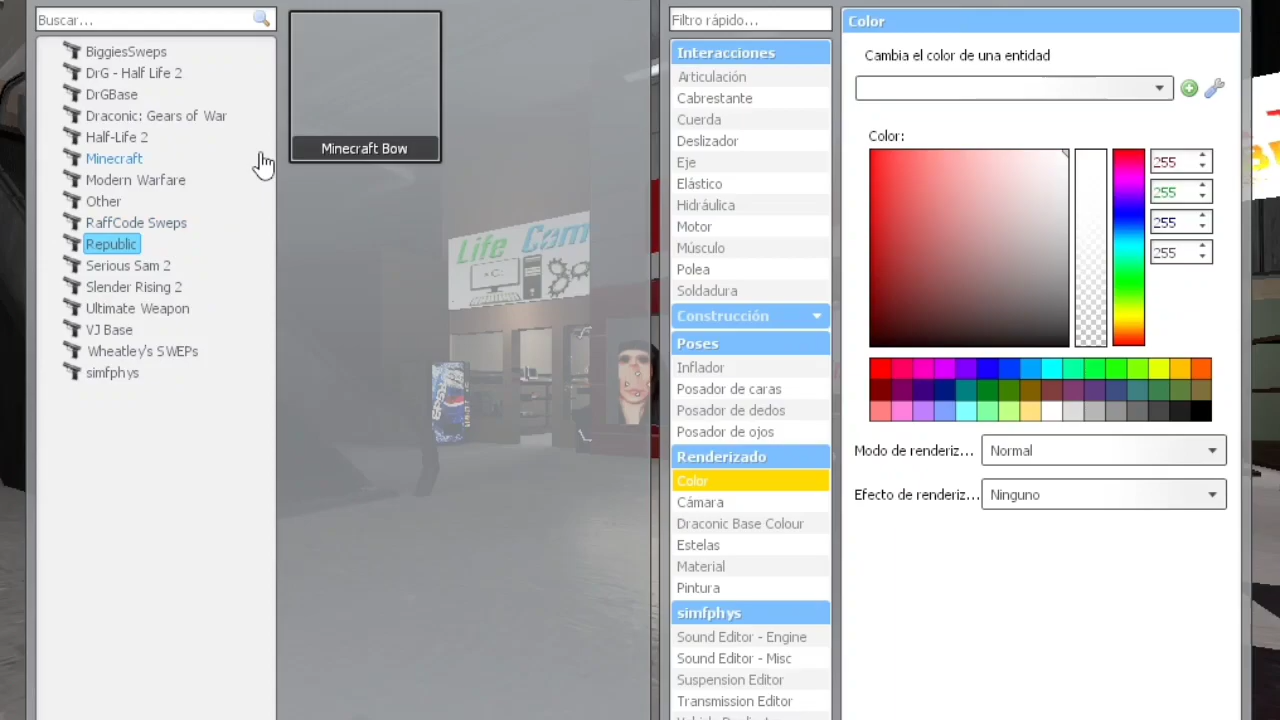 Buscar...
BiggiesSweps
DrG - Half Life 2
DrGBase
Draconic: Gears of War
Half-Life 2
Minecraft
Modern Warfare
Other
RaffCode Sweps
Republic
Serious Sam 2
Slender Rising 2
Ultimate Weapon
VJ Base
Wheatley's SWEPs
simfphys
Minecraft Bow
Life Com
PEPSI
Filtro rápido...
Interacciones
Articulación
Cabrestante
Cuerda
Deslizador
Eje
Elástico
Hidráulica
Motor
Músculo
Polea
Soldadura
Construcción
Poses
Inflador
Posador de caras
Posador de dedos
Posador de ojos
Renderizado
Color
Cámara
Draconic Base Colour
Estelas
Material
Pintura
simfphys
Sound Editor - Engine
Sound Editor - Misc
Suspension Editor
Transmission Editor
Color
Cambia el color de una entidad
Color:
255
255
255
255
Modo de renderiz... Normal
Efecto de renderiz... Ninguno